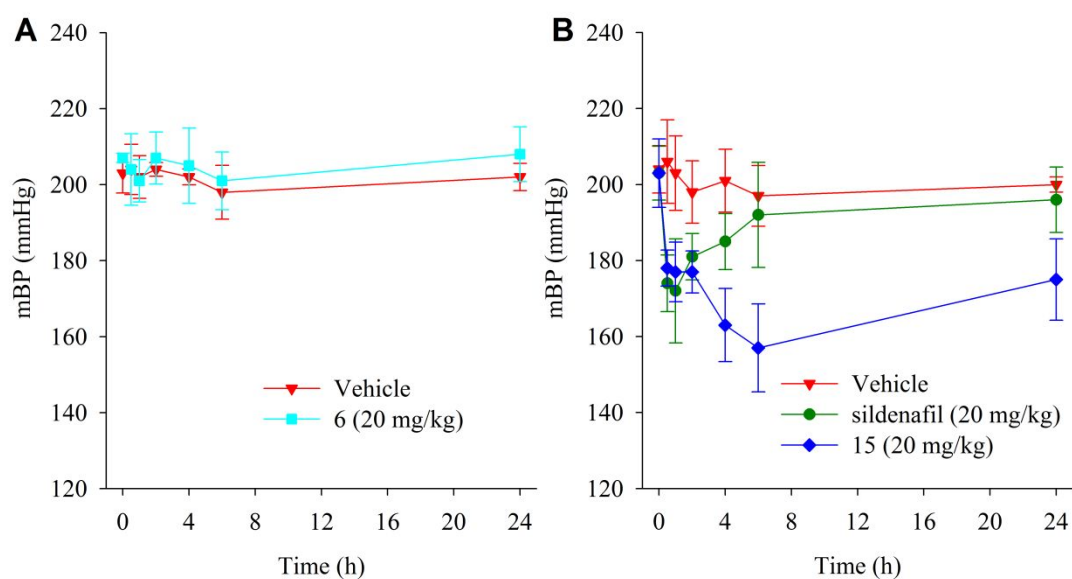 A
mBP (mmHg)
240
220
200
180
160
140
120
Vehicle
6 (20 mg/kg)
0 4 8 12 16 20 24
Time (h)
B
mBP (mmHg)
240
220
200
180
160
140
120
Vehicle
sildenafil (20 mg/kg)
15 (20 mg/kg)
0 4 8 12 16 20 24
Time (h)